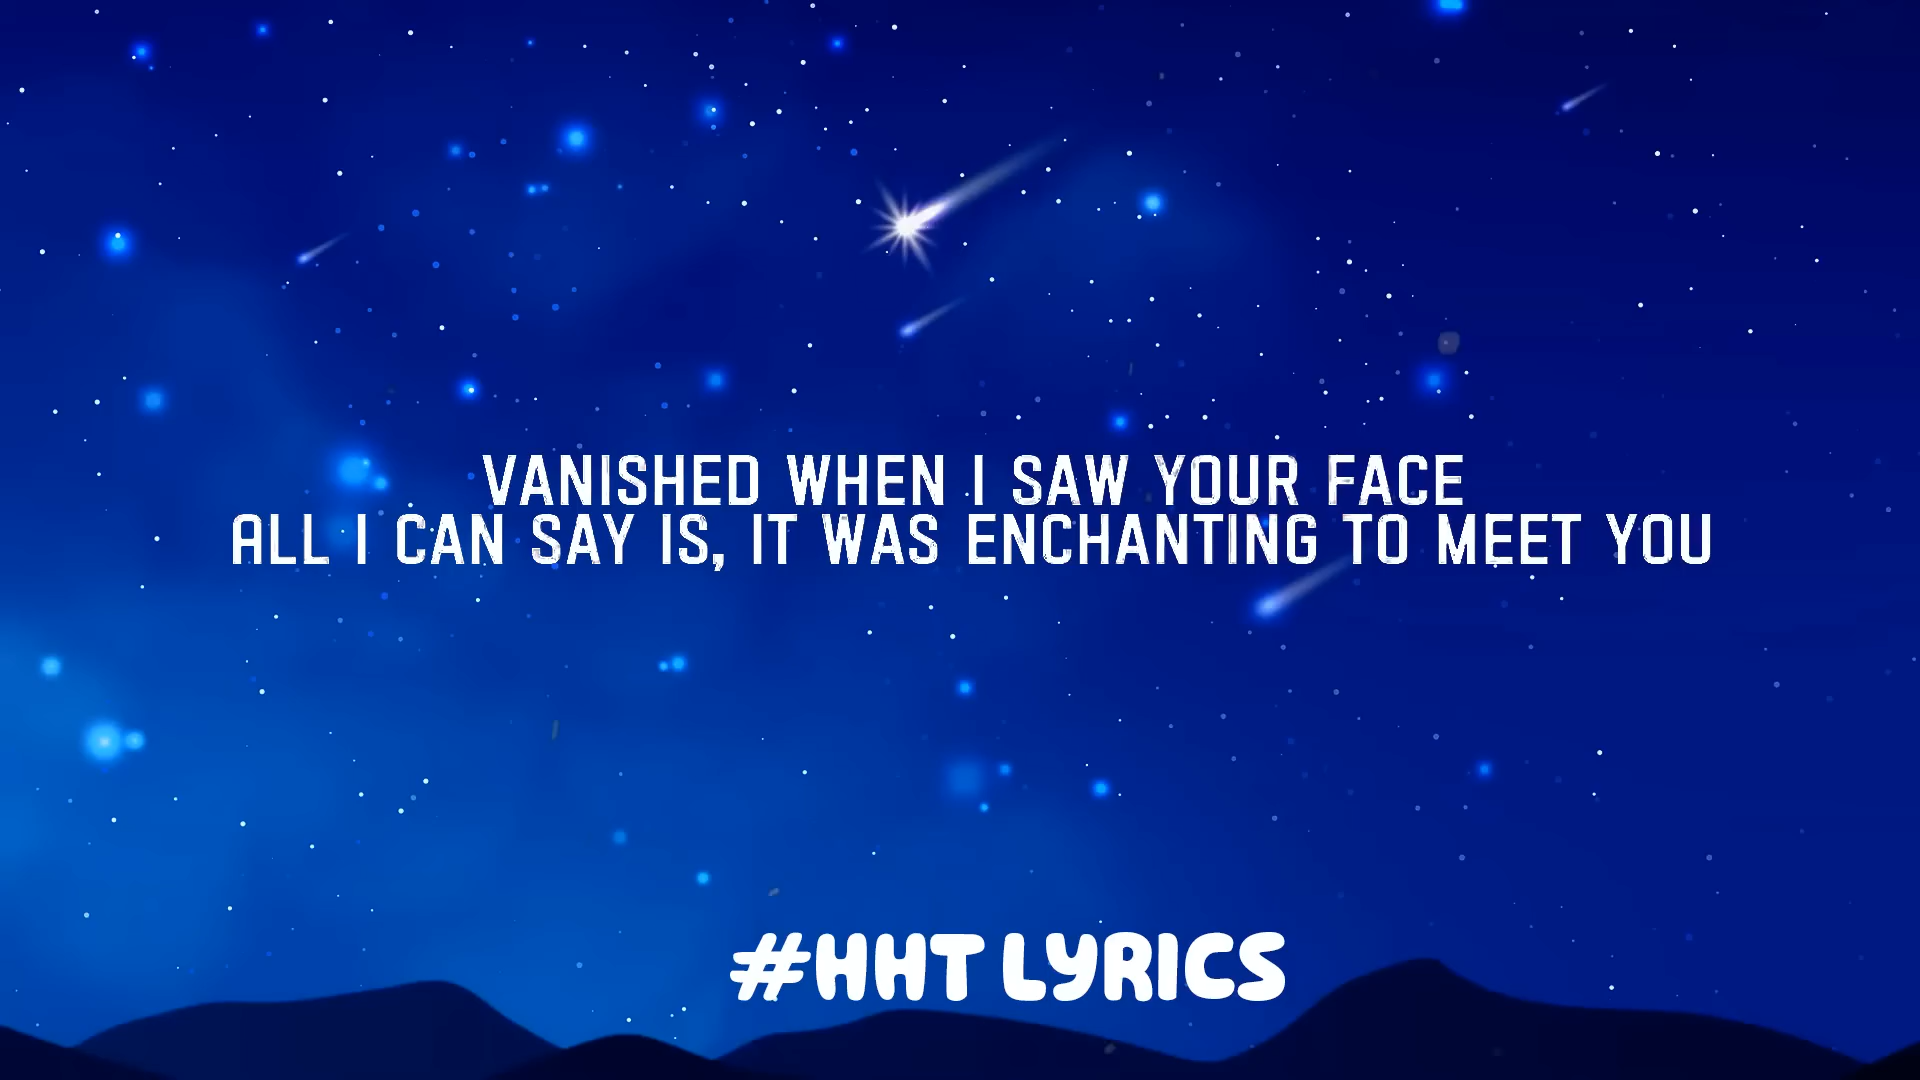 VANISHED WHEN I SAW YOUR FACE
ALL I CAN SAY IS, IT WAS ENCHANTING TO MEET YOU
#HHT LYRICS